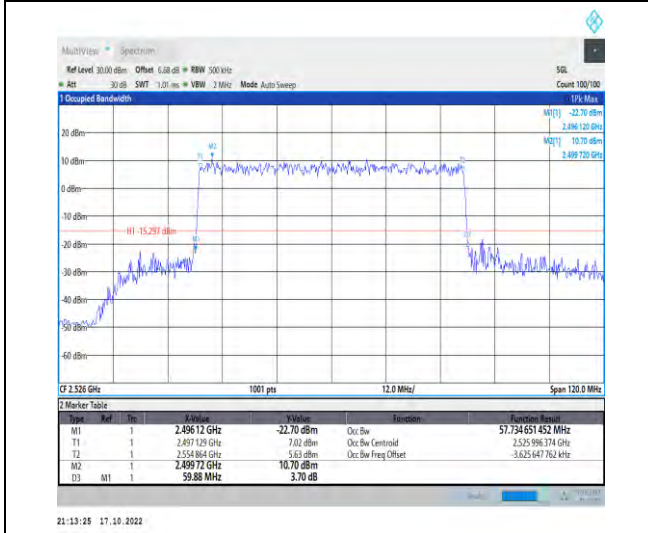 MultiView Spectrum
Ref Level 30.00 dBm Offset 6.68 dB RBW 500 kHz SGL
Att 30 dB SWT 1.01 ms VBW 2 MHz Mode Auto Sweep Count 100/100
1 Occupied Bandwidth 1Pk Max
M1[1] -22.70 dBm
2.496 120 GHz
M2[1] 10.70 dBm
2.499 720 GHz
20 dBm
M2
T1
10 dBm
0 dBm
-10 dBm
H1 -15.297 dBm
M1
-20 dBm
-30 dBm
-40 dBm
-50 dBm
-60 dBm
CF 2.526 GHz 1001 pts 12.0 MHz/ Span 120.0 MHz
2 Marker Table
Type Ref Trc X-Value Y-Value Function Function Result
M1 1 2.496 12 GHz -22.70 dBm Occ Bw 57.734 651 452 MHz
T1 1 2.497 129 GHz 7.02 dBm Occ Bw Centroid 2.525 996 374 GHz
T2 1 2.554 864 GHz 5.63 dBm Occ Bw Freq Offset -3.625 647 762 kHz
M2 1 2.499 72 GHz 10.70 dBm
D3 M1 1 59.88 MHz 3.70 dB
21:13:25 17.10.2022